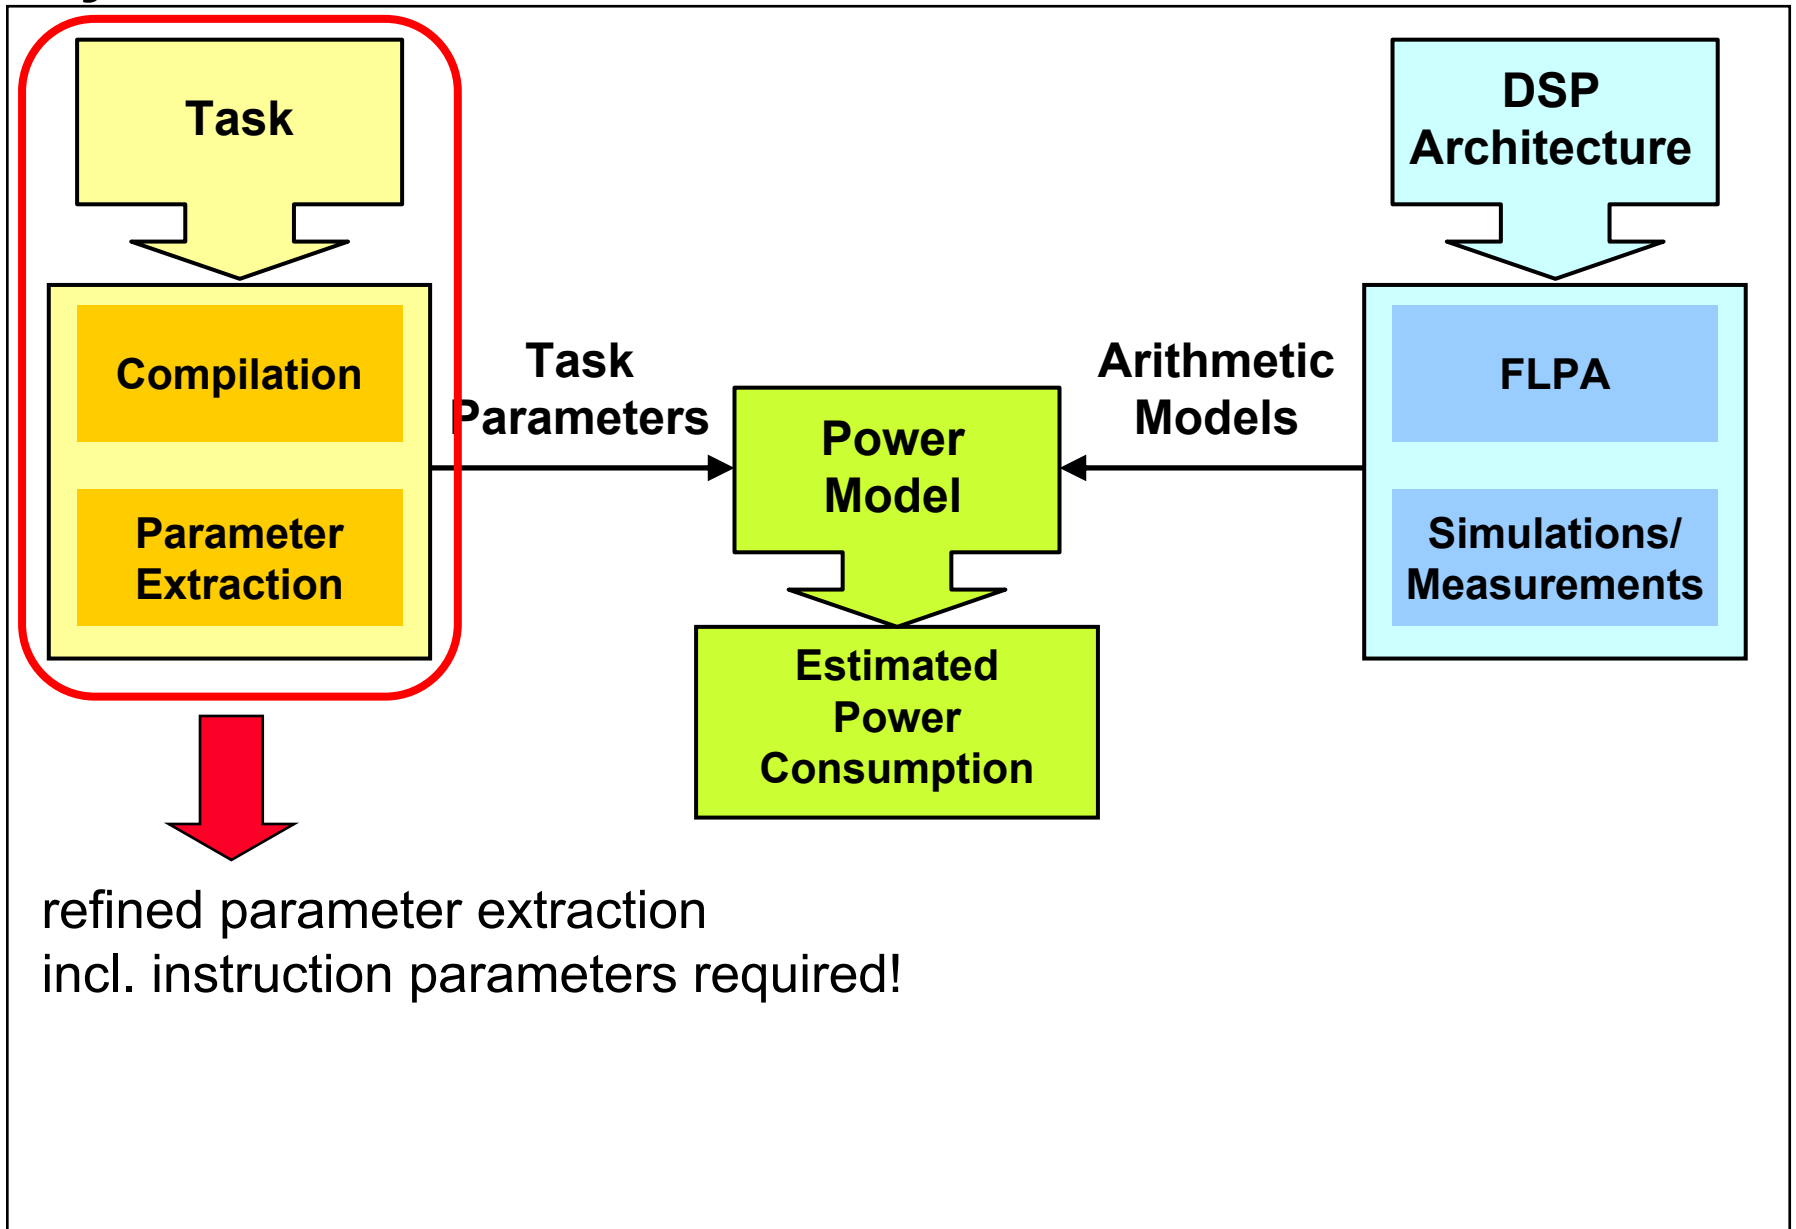 Task
DSP
Architecture
Compilation
Parameter
Extraction
Task
Parameters
Arithmetic
Models
Power
Model
FLPA
Simulations/
Measurements
Estimated
Power
Consumption
refined parameter extraction
incl. instruction parameters required!